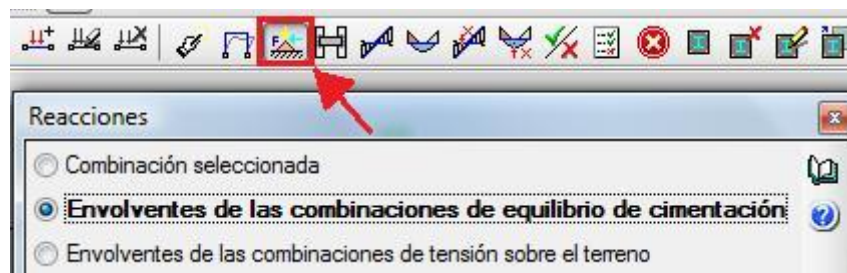 Reacciones
Combinación seleccionada
Envolventes de las combinaciones de equilibrio de cimentación
Envolventes de las combinaciones de tensión sobre el terreno